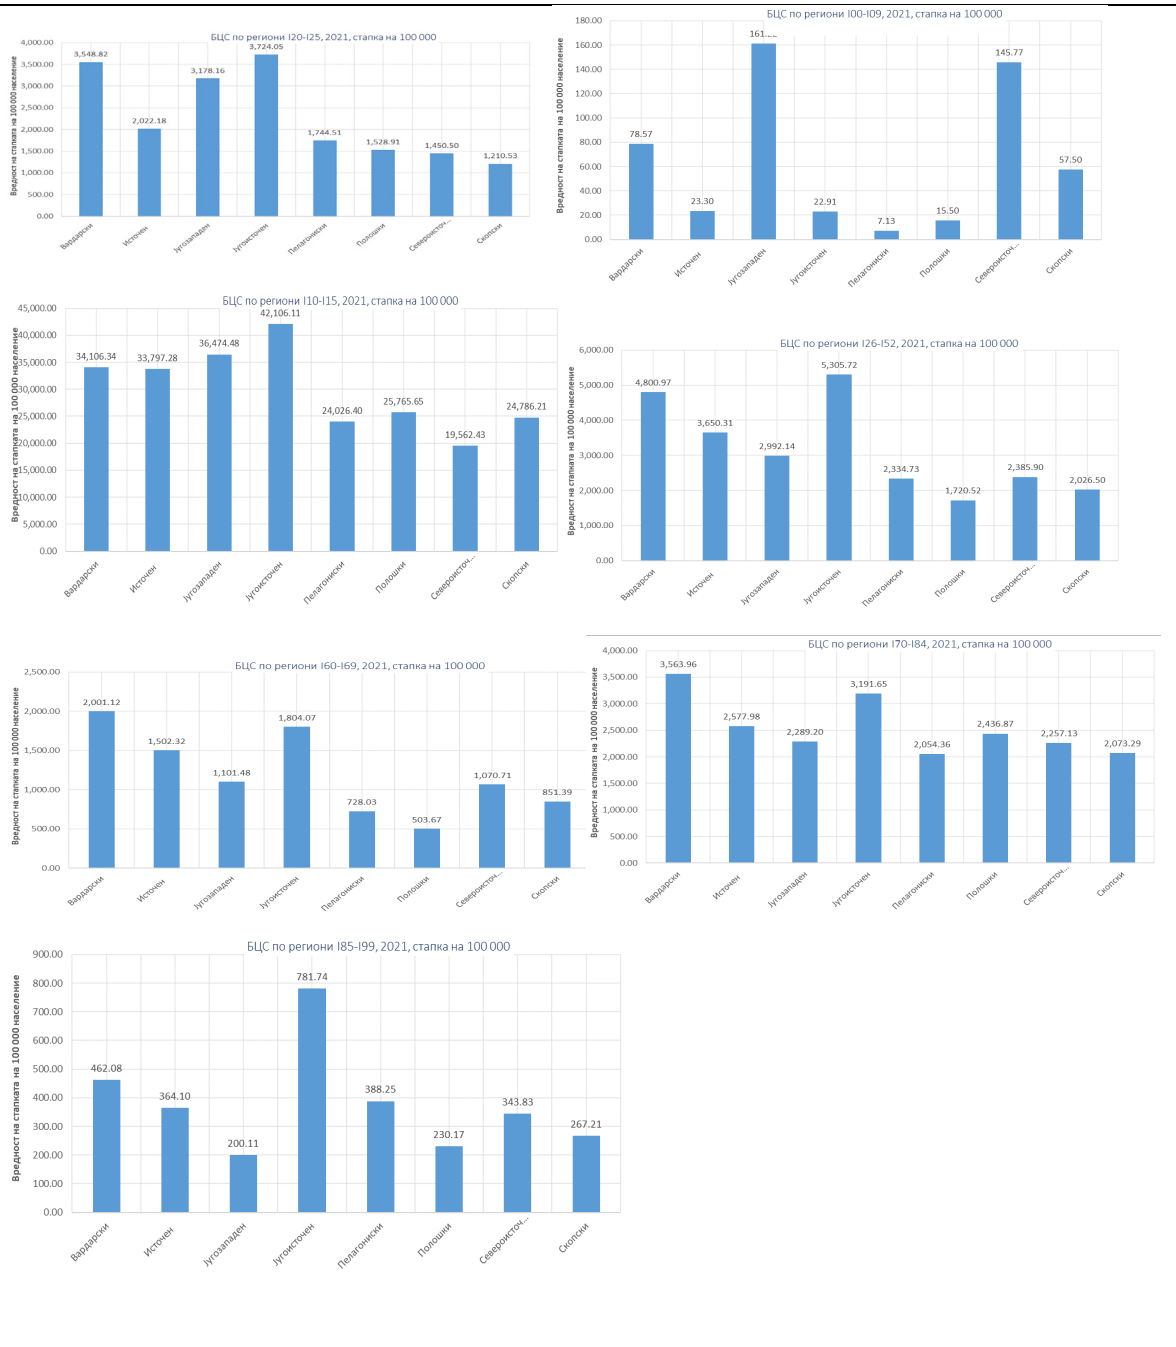 БЦС по региони I20-I25, 2021, стапка на 100 000
Вредност на стапката на 100 000 население
4,000.00
3,500.00
3,000.00
2,500.00
2,000.00
1,500.00
1,000.00
500.00
0.00
3,548.82
2,022.18
3,178.16
3,724.05
1,744.51
1,528.91
1,450.50
1,210.53
Вардарски
Источен
Југозападен
Југоисточен
Пелагониски
Полошки
Североисточ...
Скопски
БЦС по региони I00-I09, 2021, стапка на 100 000
Вредност на стапката на 100 000 население
180.00
160.00
140.00
120.00
100.00
80.00
60.00
40.00
20.00
0.00
78.57
23.30
22.91
7.13
15.50
145.77
57.50
Вардарски
Источен
Југозападен
Југоисточен
Пелагониски
Полошки
Североисточ...
Скопски
БЦС по региони I10-I15, 2021, стапка на 100 000
Вредност на стапката на 100 000 население
45,000.00
40,000.00
35,000.00
30,000.00
25,000.00
20,000.00
15,000.00
10,000.00
5,000.00
0.00
34,106.34
33,797.28
36,474.48
42,106.11
24,026.40
25,765.65
19,562.43
24,786.21
Вардарски
Источен
Југозападен
Југоисточен
Пелагониски
Полошки
Североисточ...
Скопски
БЦС по региони I26-I52, 2021, стапка на 100 000
Вредност на стапката на 100 000 население
6,000.00
5,000.00
4,000.00
3,000.00
2,000.00
1,000.00
0.00
4,800.97
3,650.31
2,992.14
5,305.72
2,334.73
1,720.52
2,385.90
2,026.50
Вардарски
Источен
Југозападен
Југоисточен
Пелагониски
Полошки
Североисточ...
Скопски
БЦС по региони I60-I69, 2021, стапка на 100 000
Вредност на стапката на 100 000 население
2,500.00
2,000.00
1,500.00
1,000.00
500.00
0.00
2,001.12
1,502.32
1,101.48
1,804.07
728.03
503.67
1,070.71
851.39
Вардарски
Источен
Југозападен
Југоисточен
Пелагониски
Полошки
Североисточ...
Скопски
БЦС по региони I70-I84, 2021, стапка на 100 000
Вредност на стапката на 100 000 население
4,000.00
3,500.00
3,000.00
2,500.00
2,000.00
1,500.00
1,000.00
500.00
0.00
3,563.96
2,577.98
2,289.20
3,191.65
2,054.36
2,436.87
2,257.13
2,073.29
Вардарски
Источен
Југозападен
Југоисточен
Пелагониски
Полошки
Североисточ...
Скопски
БЦС по региони I85-I99, 2021, стапка на 100 000
Вредност на стапката на 100 000 население
900.00
800.00
700.00
600.00
500.00
400.00
300.00
200.00
100.00
0.00
462.08
364.10
200.11
781.74
388.25
230.17
343.83
267.21
Вардарски
Источен
Југозападен
Југоисточен
Пелагониски
Полошки
Североисточ...
Скопски